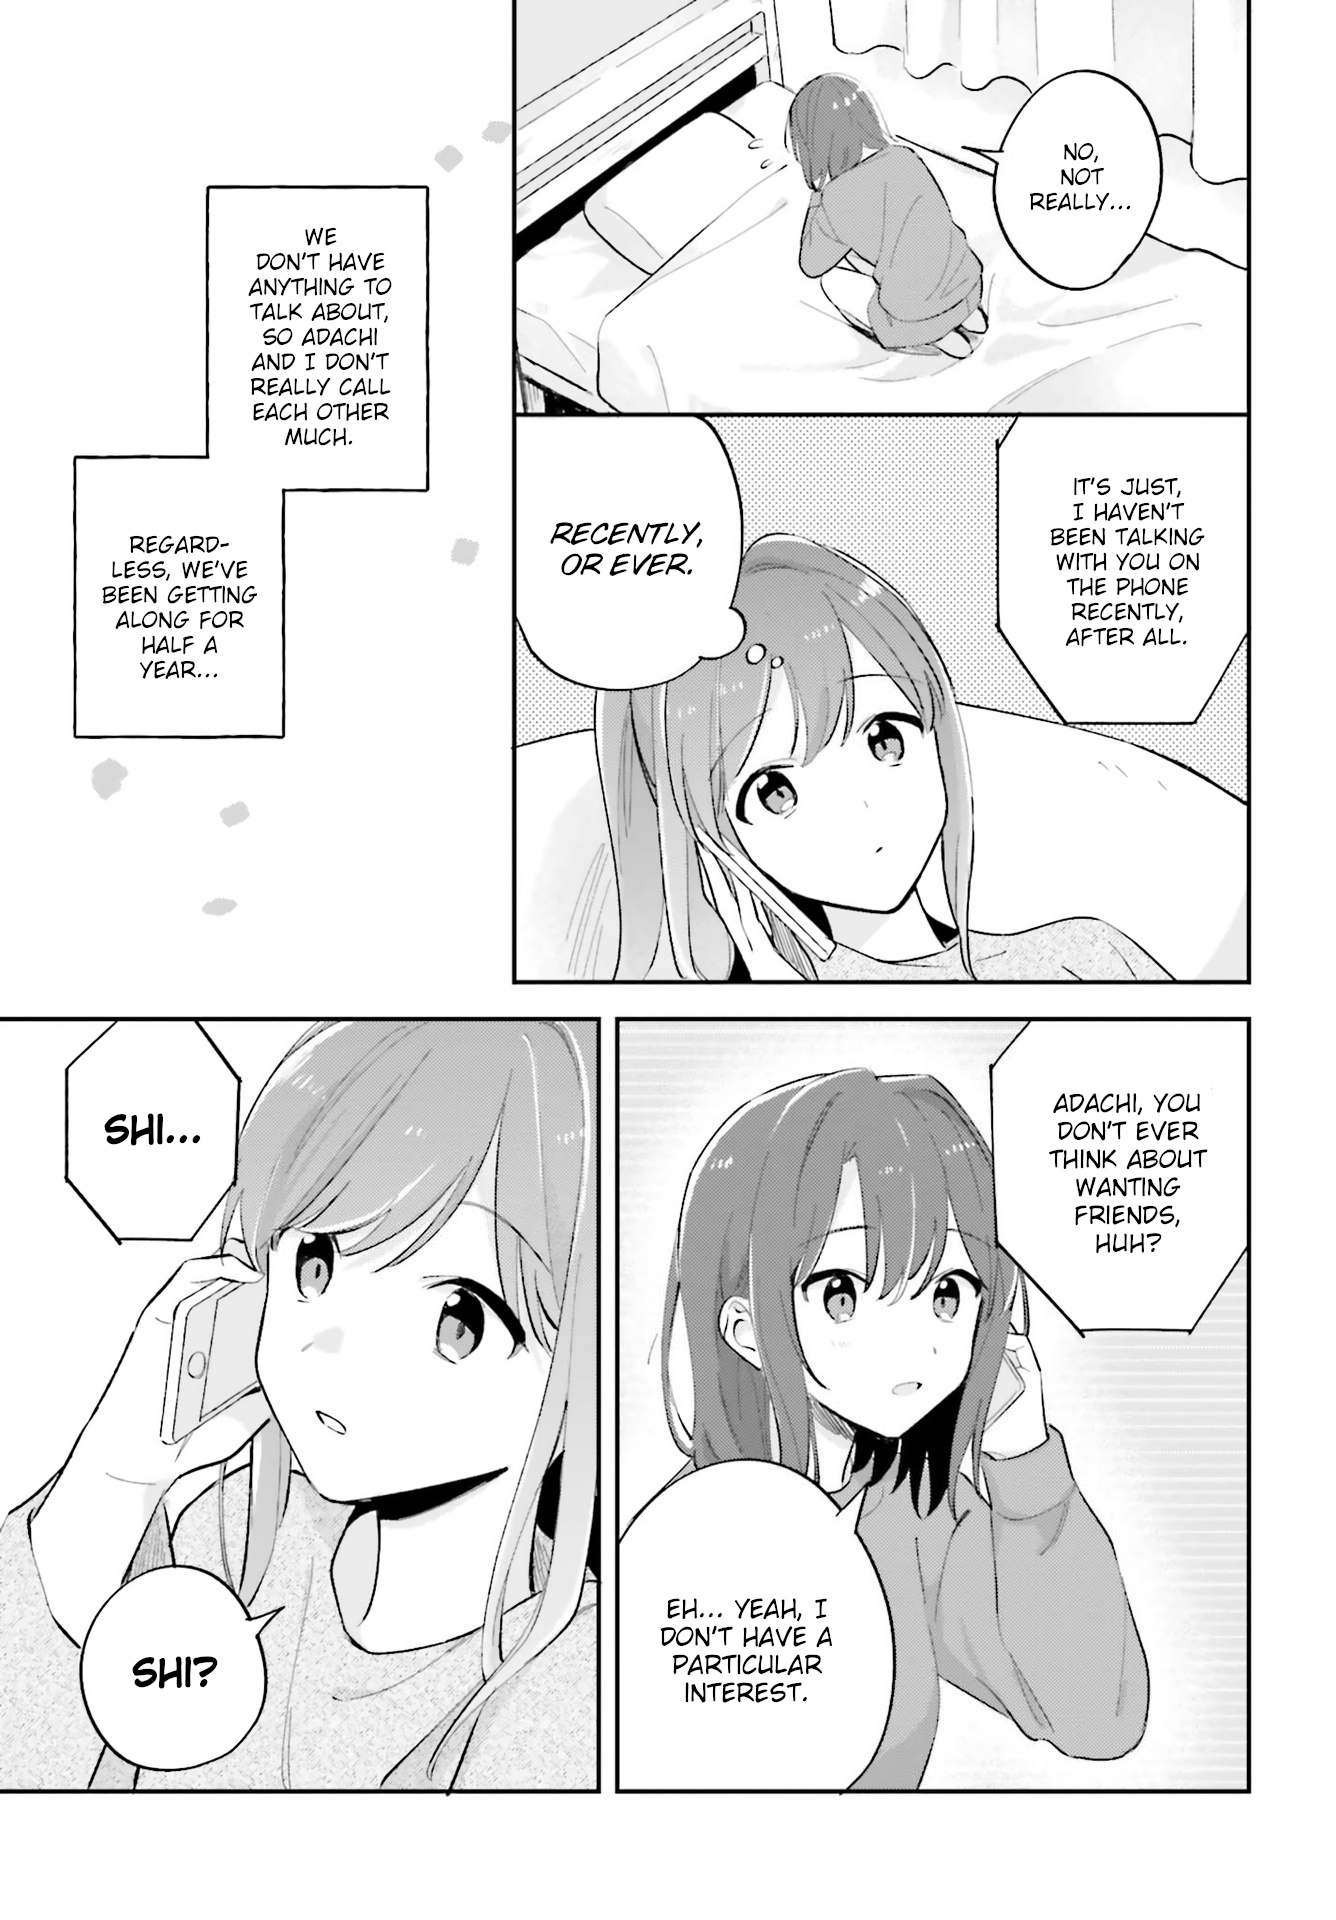 NO,
NOT
REALLY...
IT'S JUST,
I HAVEN'T
BEEN TALKING
WITH YOU ON
THE PHONE
RECENTLY,
AFTER ALL.
RECENTLY,
OR EVER.
WE
DON'T HAVE
ANYTHING TO
TALK ABOUT,
SO ADACHI
AND I DON'T
REALLY CALL
EACH OTHER
MUCH.
REGARD-
LESS, WE'VE
BEEN GETTING
ALONG FOR
HALF A
YEAR...
ADACHI, YOU
DON'T EVER
THINK ABOUT
WANTING
FRIENDS,
HUH?
EH... YEAH, I
DON'T HAVE A
PARTICULAR
INTEREST.
SHI...
SHI?